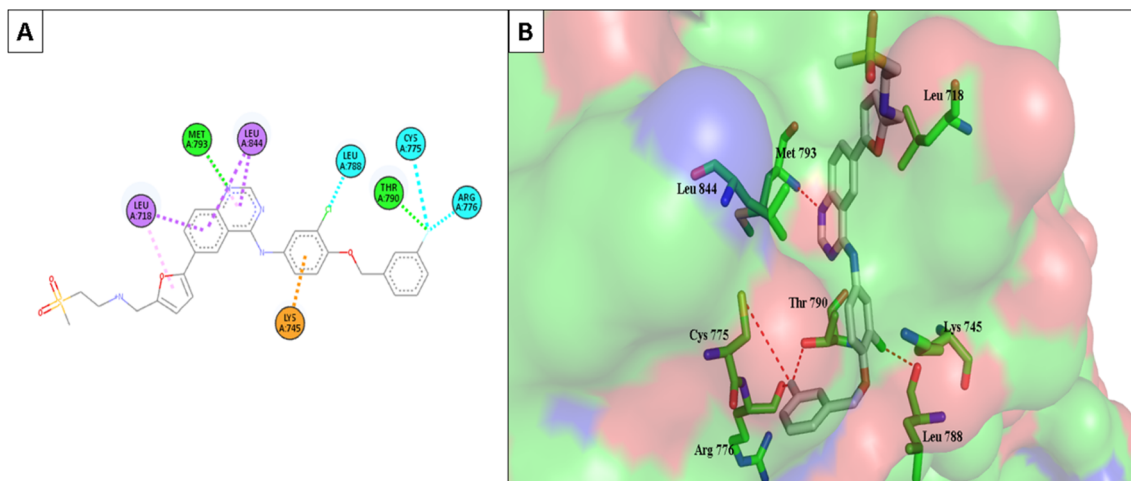 A
B
MET
A:793
LEU
A:844
LEU
A:788
CYS
A:775
THR
A:790
ARG
A:776
LEU
A:718
LYS
A:745
N
N
N
O
O
N
O
S
O
Leu 718
Met 793
Leu 844
Thr 790
Cys 775
Lys 745
Arg 776
Leu 788